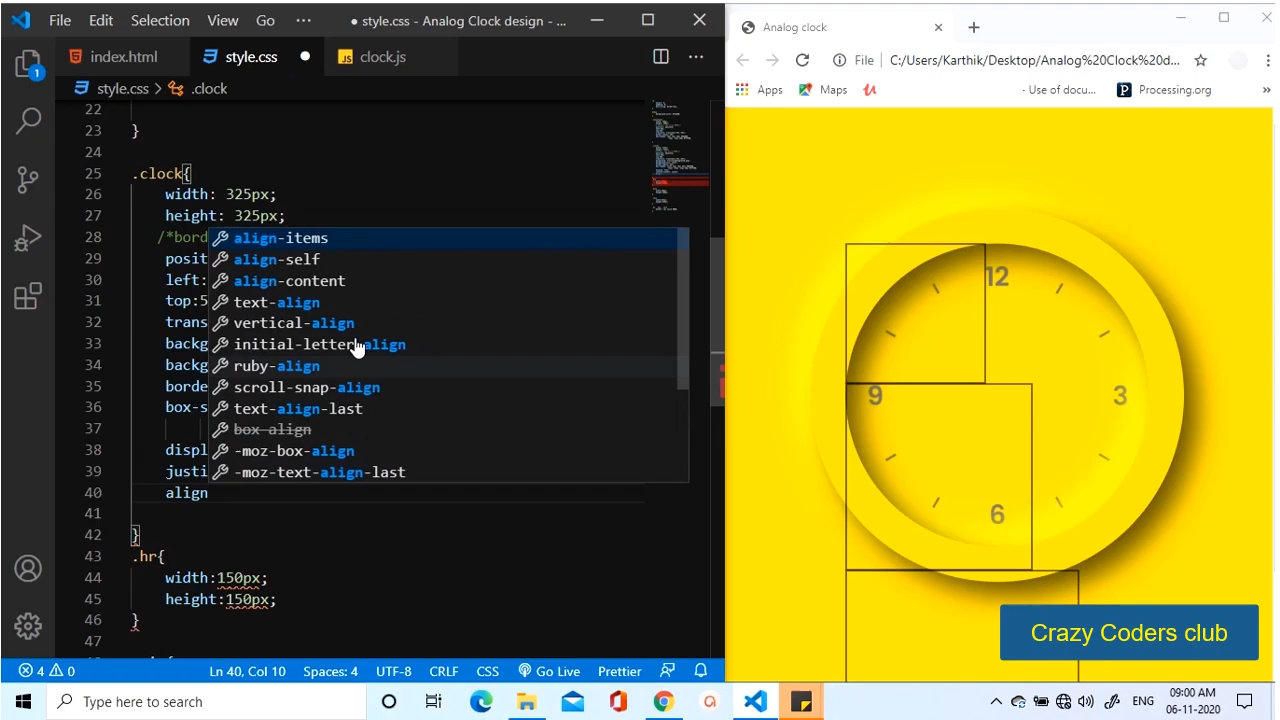 File Edit Selection View Go ··· ● style.css - Analog Clock design - ...
index.html style.css ● clock.js
style.css > .clock
22
23 }
24
25 .clock{
26 width: 325px;
27 height: 325px;
28 /*bord
29 posit
30 left:
31 top:5
32 trans
33 backg
34 backg
35 borde
36 box-s
37
38 displ
39 justi
40 align
41
42 }
43 .hr{
44 width:150px;
45 height:150px;
46 }
47
align-items
align-self
align-content
text-align
vertical-align
initial-letter-align
ruby-align
scroll-snap-align
text-align-last
box-align
-moz-box-align
-moz-text-align-last
1
4 0 Ln 40, Col 10 Spaces: 4 UTF-8 CRLF CSS Go Live Prettier
Analog clock
File C:/Users/Karthik/Desktop/Analog%20Clock%20d...
Apps Maps · Use of docu... Processing.org »
12
9 3
6
Crazy Coders club
Type here to search
ENG
09:00 AM
06-11-2020